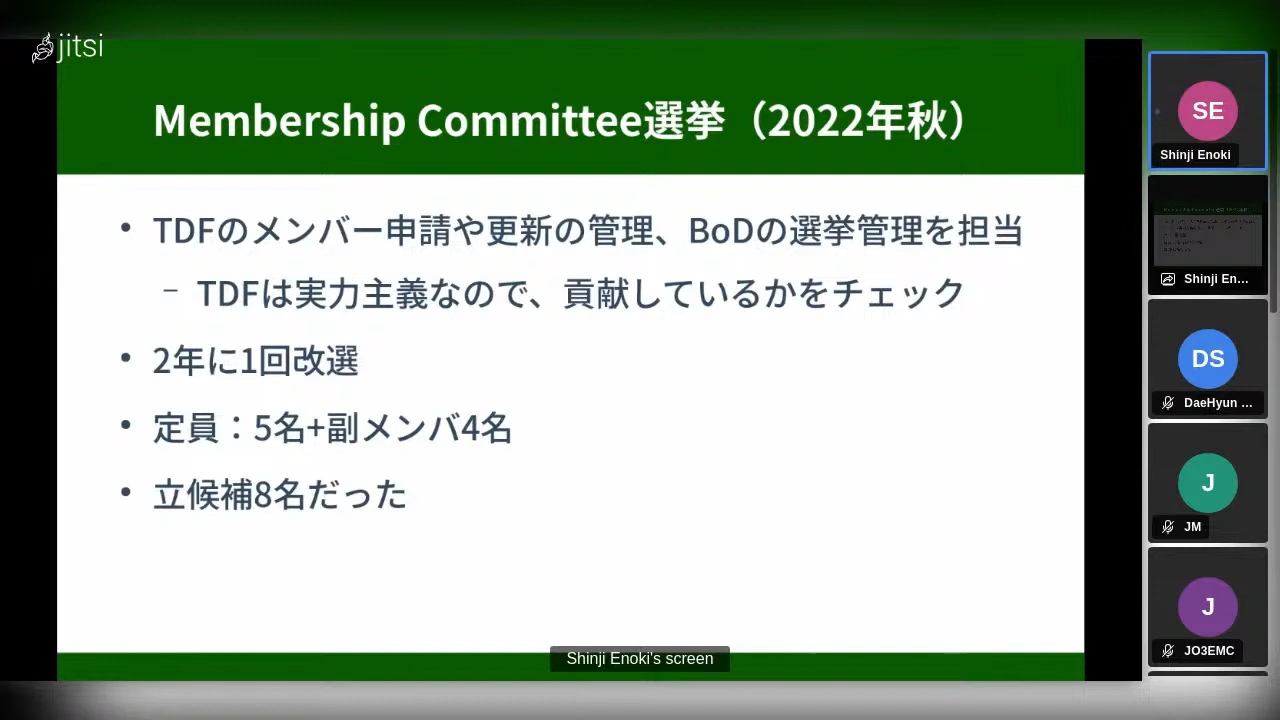 jitsi
Membership Committee選挙（2022年秋）
• TDFのメンバー申請や更新の管理、BoDの選挙管理を担当
– TDFは実力主義なので、貢献しているかをチェック
• 2年に1回改選
• 定員：5名+副メンバ4名
• 立候補8名だった
Shinji Enoki's screen
SE
Shinji Enoki
Shinji En...
DS
DaeHyun ...
J
JM
J
JO3EMC